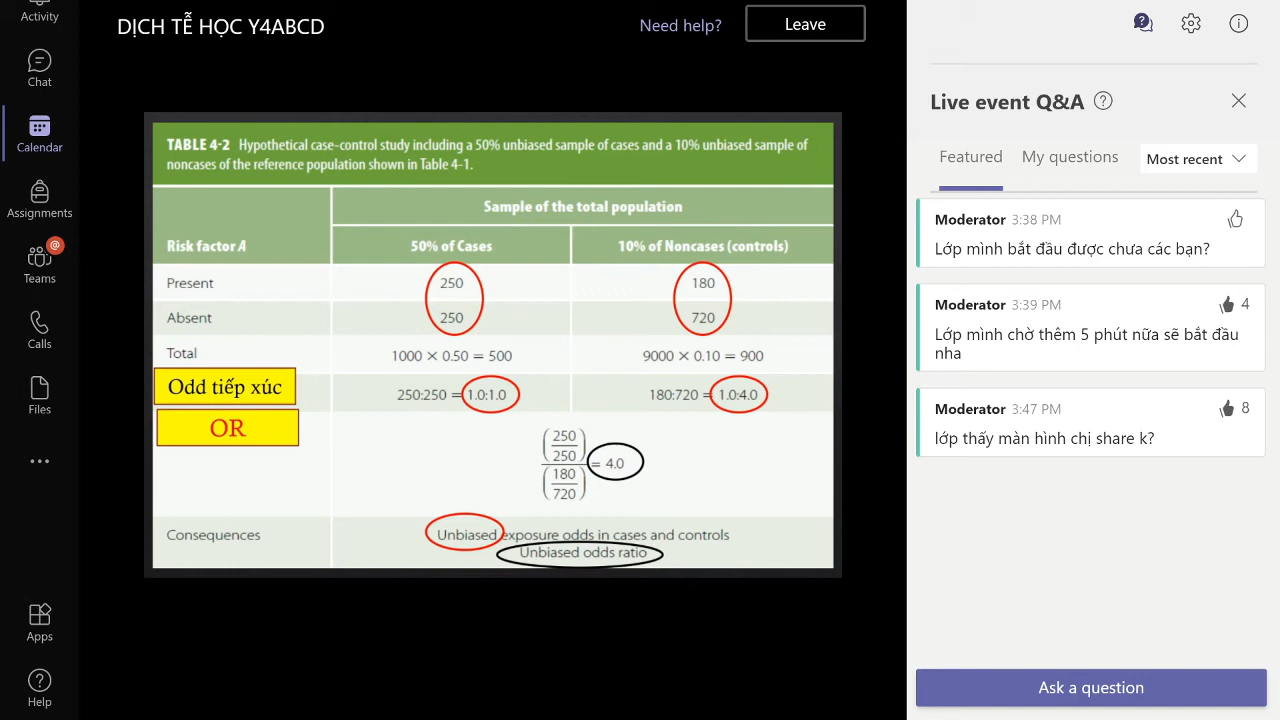 Activity
Chat
Calendar
Assignments
@
Teams
Calls
Files
Apps
Help
DỊCH TỄ HỌC Y4ABCD
Need help?
Leave
TABLE 4-2 Hypothetical case-control study including a 50% unbiased sample of cases and a 10% unbiased sample of
noncases of the reference population shown in Table 4-1.
Sample of the total population
Risk factor A 50% of Cases 10% of Noncases (controls)
Present 250 180
Absent 250 720
Total 1000 × 0.50 = 500 9000 × 0.10 = 900
Odd tiếp xúc 250:250 = 1.0:1.0 180:720 = 1.0:4.0
OR
(250/250)/(180/720) = 4.0
Consequences Unbiased exposure odds in cases and controls
Unbiased odds ratio
Live event Q&A ?
Featured My questions Most recent
Moderator 3:38 PM
Lớp mình bắt đầu được chưa các bạn?
Moderator 3:39 PM 4
Lớp mình chờ thêm 5 phút nữa sẽ bắt đầu
nha
Moderator 3:47 PM 8
lớp thấy màn hình chị share k?
Ask a question